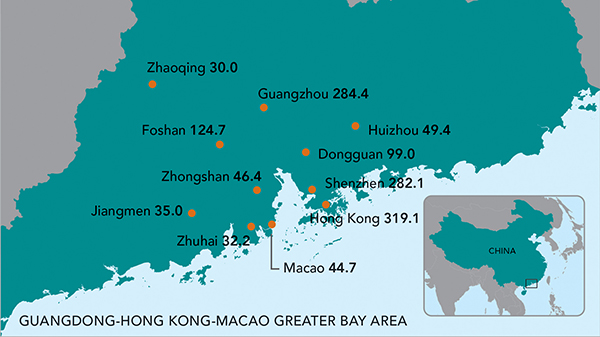 Zhaoqing 30.0
Guangzhou 284.4
Foshan 124.7
Huizhou 49.4
Dongguan 99.0
Zhongshan 46.4
Shenzhen 282.1
Jiangmen 35.0
Hong Kong 319.1
Zhuhai 32,2
Macao 44.7
CHINA
GUANGDONG-HONG KONG-MACAO GREATER BAY AREA